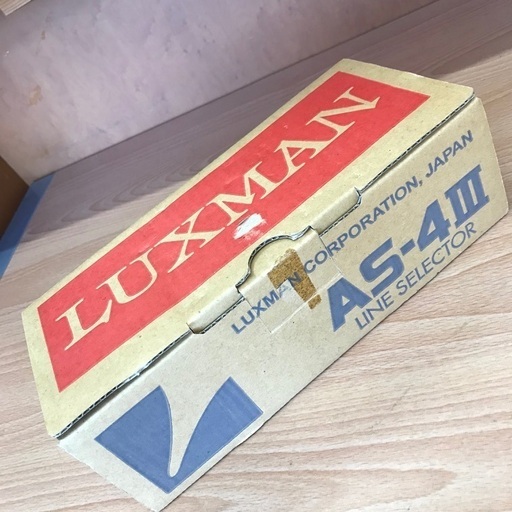 LUXMAN
LUXMAN CORPORATION, JAPAN
AS-4III
LINE SELECTOR